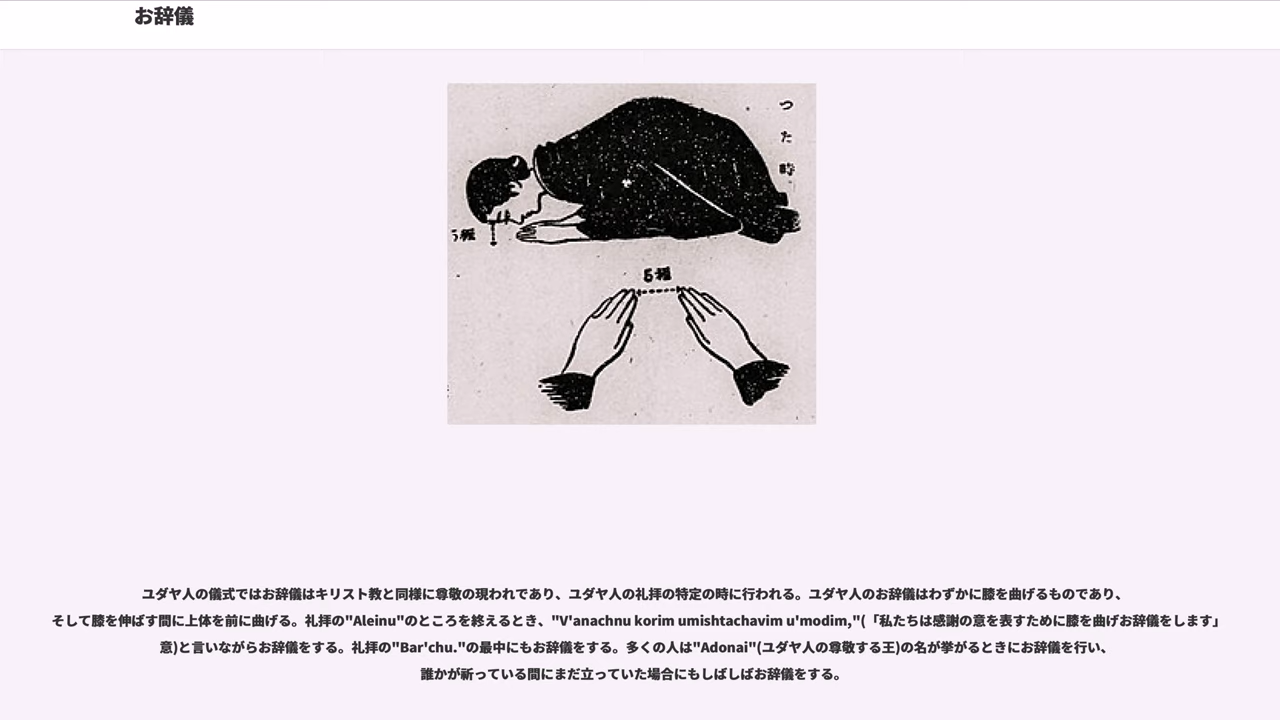 お辞儀
つた時
5糎
5糎
ユダヤ人の儀式ではお辞儀はキリスト教と同様に尊敬の現われであり、ユダヤ人の礼拝の特定の時に行われる。ユダヤ人のお辞儀はわずかに膝を曲げるものであり、
そして膝を伸ばす間に上体を前に曲げる。礼拝の"Aleinu"のところを終えるとき、"V'anachnu korim umishtachavim u'modim,"(「私たちは感謝の意を表すために膝を曲げお辞儀をします」
意)と言いながらお辞儀をする。礼拝の"Bar'chu."の最中にもお辞儀をする。多くの人は"Adonai"(ユダヤ人の尊敬する王)の名が挙がるときにお辞儀を行い、
誰かが祈っている間にまだ立っていた場合にもしばしばお辞儀をする。